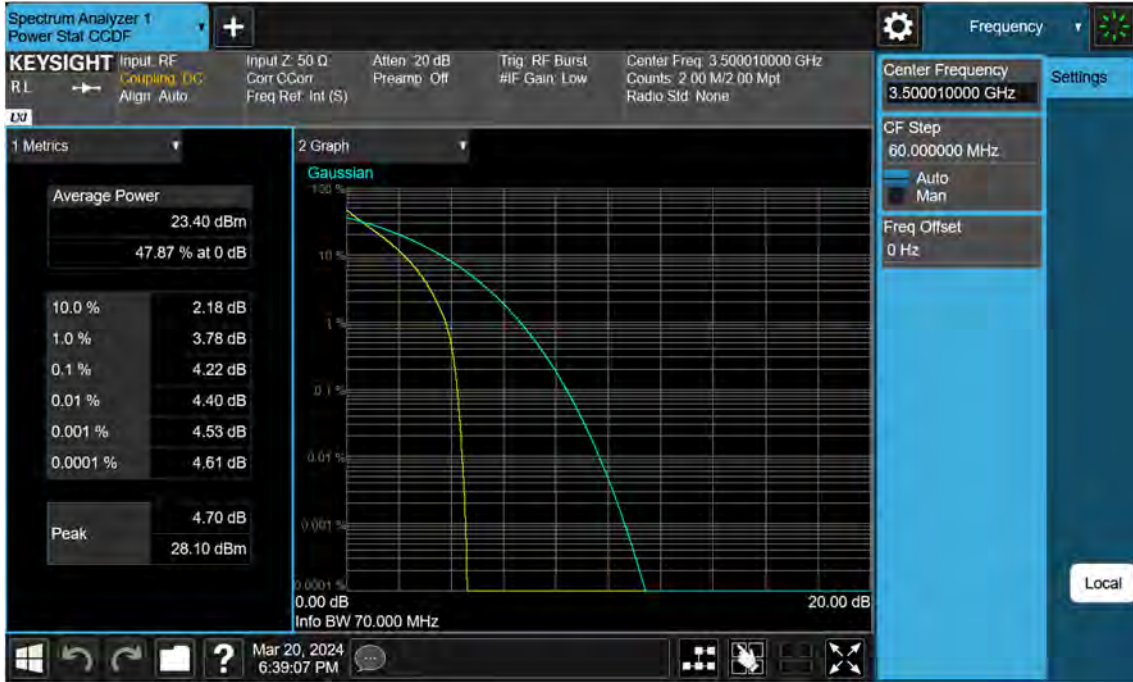 Spectrum Analyzer 1
Power Stat CCDF
Frequency
KEYSIGHT
R L
LXI
Input: RF
Coupling: DC
Align: Auto
Input Z: 50 Ω
Corr CCorr
Freq Ref: Int (S)
Atten: 20 dB
Preamp: Off
Trig: RF Burst
#IF Gain: Low
Center Freq: 3.500010000 GHz
Counts: 2.00 M/2.00 Mpt
Radio Std: None
1 Metrics
Average Power
23.40 dBm
47.87 % at 0 dB
10.0 % 2.18 dB
1.0 % 3.78 dB
0.1 % 4.22 dB
0.01 % 4.40 dB
0.001 % 4.53 dB
0.0001 % 4.61 dB
Peak
4.70 dB
28.10 dBm
2 Graph
Gaussian
100 %
10 %
1 %
0.1 %
0.01 %
0.001 %
0.0001 %
0.00 dB 20.00 dB
Info BW 70.000 MHz
Center Frequency
3.500010000 GHz
CF Step
60.000000 MHz
Auto
Man
Freq Offset
0 Hz
Settings
Local
?
Mar 20, 2024
6:39:07 PM